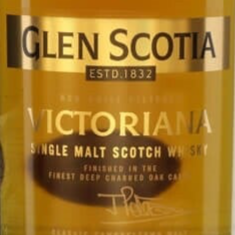 GLEN SCOTIA
ESTD.1832
VICTORIANA
SINGLE MALT SCOTCH WHISKY
FINISHED IN THE
FINEST DEEP CHARRED OAK CASKS